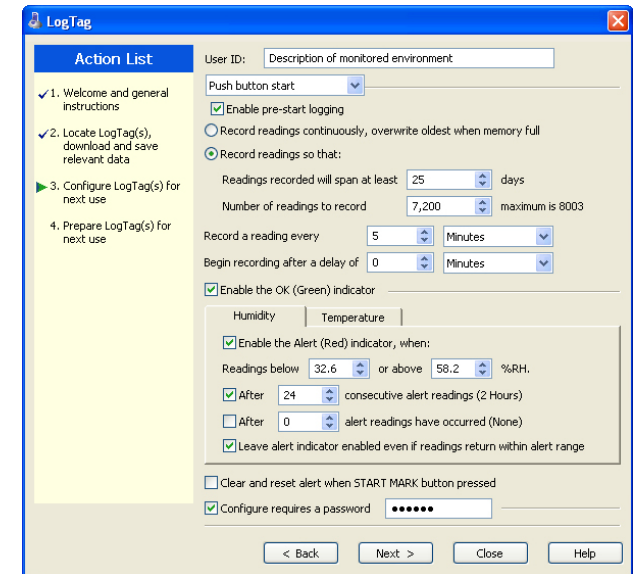 LogTag
Action List
1. Welcome and general
instructions
2. Locate LogTag(s),
download and save
relevant data
3. Configure LogTag(s) for
next use
4. Prepare LogTag(s) for
next use
User ID: Description of monitored environment
Push button start
Enable pre-start logging
Record readings continuously, overwrite oldest when memory full
Record readings so that:
Readings recorded will span at least 25 days
Number of readings to record 7,200 maximum is 8003
Record a reading every 5 Minutes
Begin recording after a delay of 0 Minutes
Enable the OK (Green) indicator
Humidity Temperature
Enable the Alert (Red) indicator, when:
Readings below 32.6 or above 58.2 %RH.
After 24 consecutive alert readings (2 Hours)
After 0 alert readings have occurred (None)
Leave alert indicator enabled even if readings return within alert range
Clear and reset alert when START MARK button pressed
Configure requires a password ●●●●●●
< Back Next > Close Help